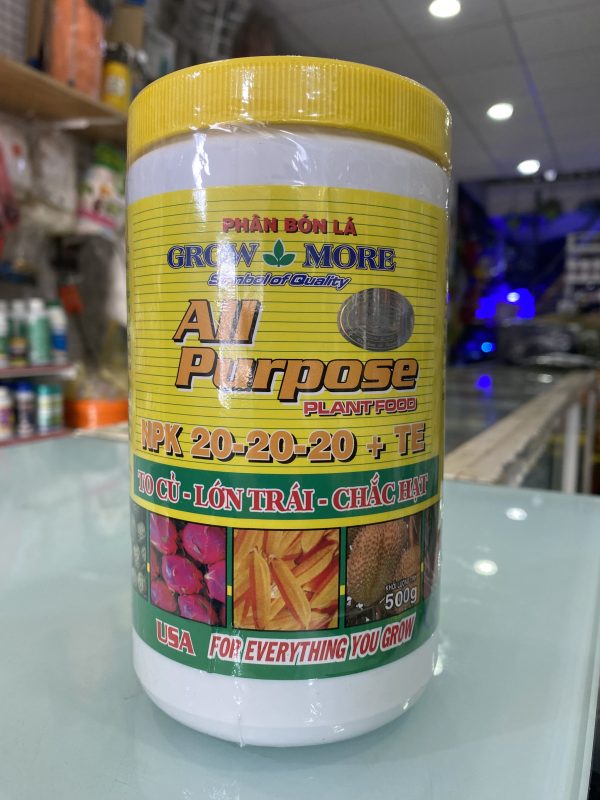 PHÂN BÓN LÁ
GROW MORE
Symbol of Quality
All
Purpose
PLANT FOOD
NPK 20-20-20 + TE
TO CỦ - LỚN TRÁI - CHẮC HẠT
500g
USA FOR EVERYTHING YOU GROW